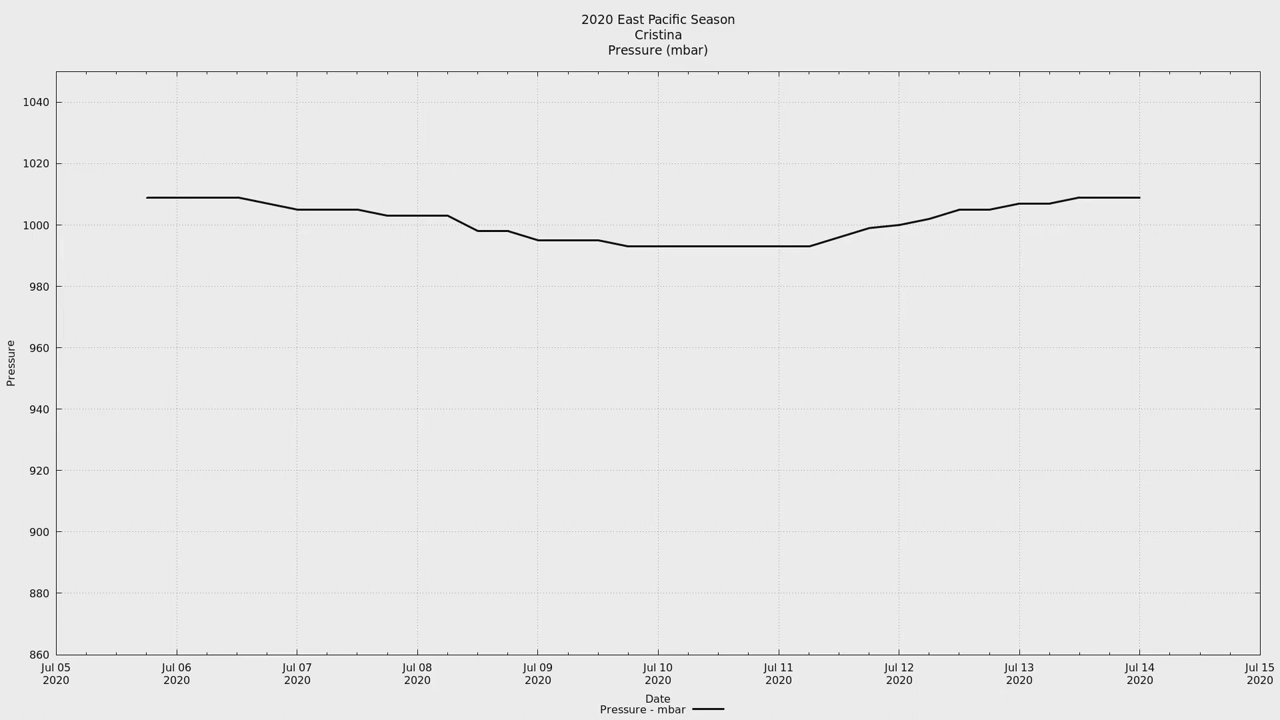 2020 East Pacific Season
Cristina
Pressure (mbar)
1040
1020
1000
980
960
940
920
900
880
860
Pressure
Jul 05 Jul 06 Jul 07 Jul 08 Jul 09 Jul 10 Jul 11 Jul 12 Jul 13 Jul 14 Jul 15
2020 2020 2020 2020 2020 2020 2020 2020 2020 2020 2020
Date
Pressure - mbar